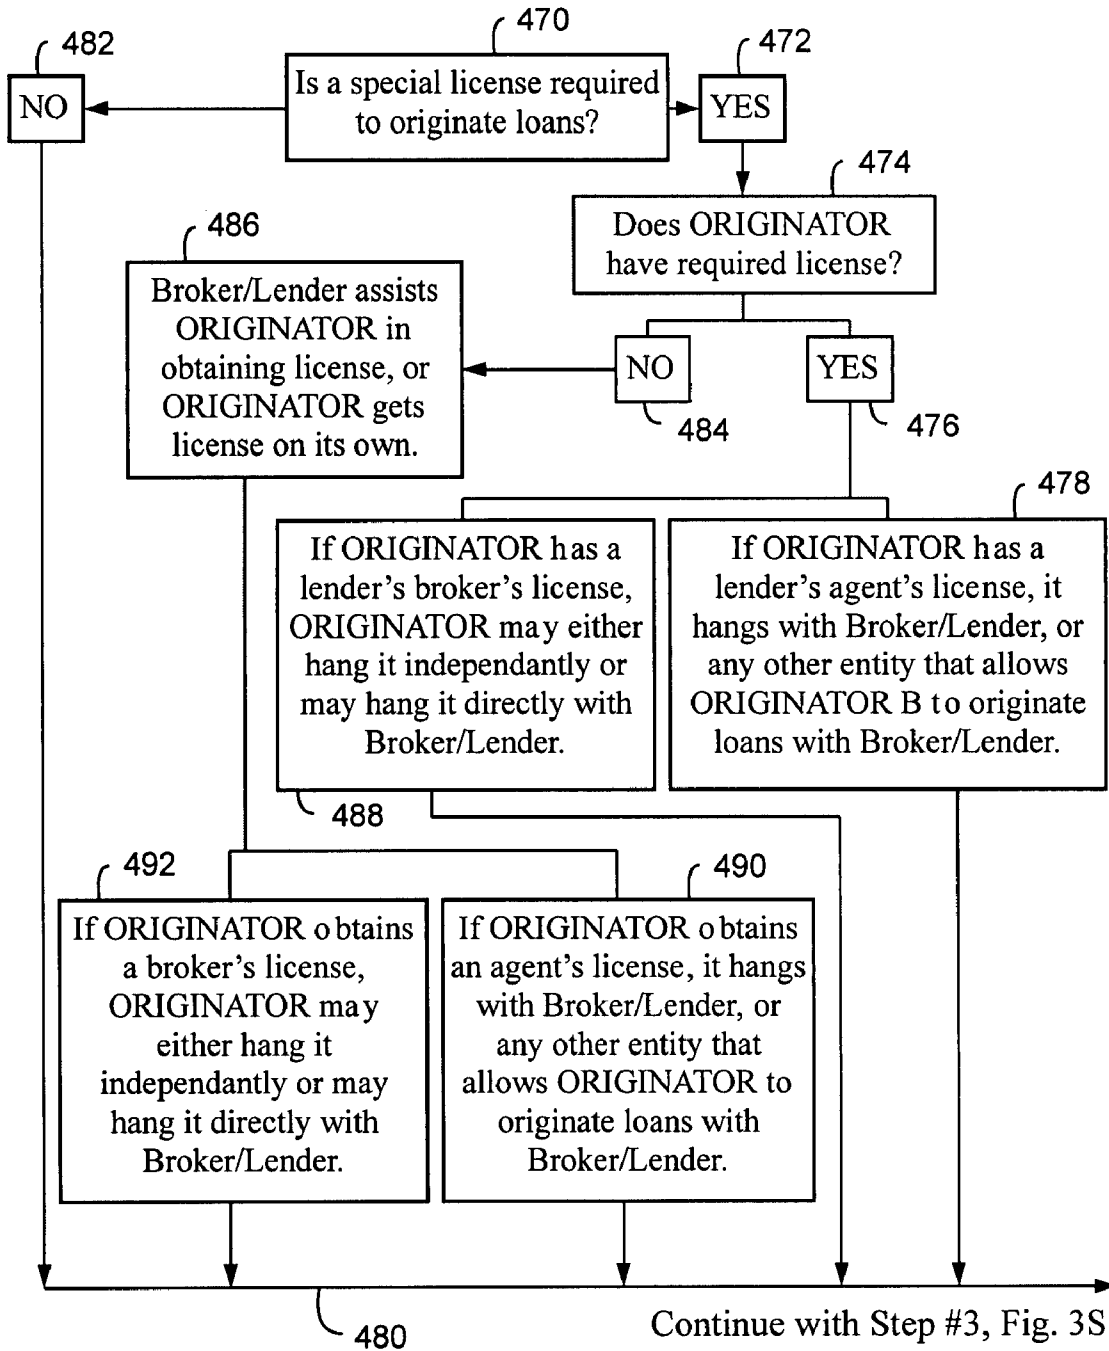 470
482
472
Is a special license required
to originate loans?
NO
YES
474
Does ORIGINATOR
have required license?
486
Broker/Lender assists
ORIGINATOR in
obtaining license, or
ORIGINATOR gets
license on its own.
NO
YES
484
476
478
If ORIGINATOR has a
lender's broker's license,
ORIGINATOR may either
hang it independantly or
may hang it directly with
Broker/Lender.
If ORIGINATOR has a
lender's agent's license, it
hangs with Broker/Lender, or
any other entity that allows
ORIGINATOR B to originate
loans with Broker/Lender.
488
492
490
If ORIGINATOR obtains
a broker's license,
ORIGINATOR may
either hang it
independantly or may
hang it directly with
Broker/Lender.
If ORIGINATOR obtains
an agent's license, it hangs
with Broker/Lender, or
any other entity that
allows ORIGINATOR to
originate loans with
Broker/Lender.
480
Continue with Step #3, Fig. 3S